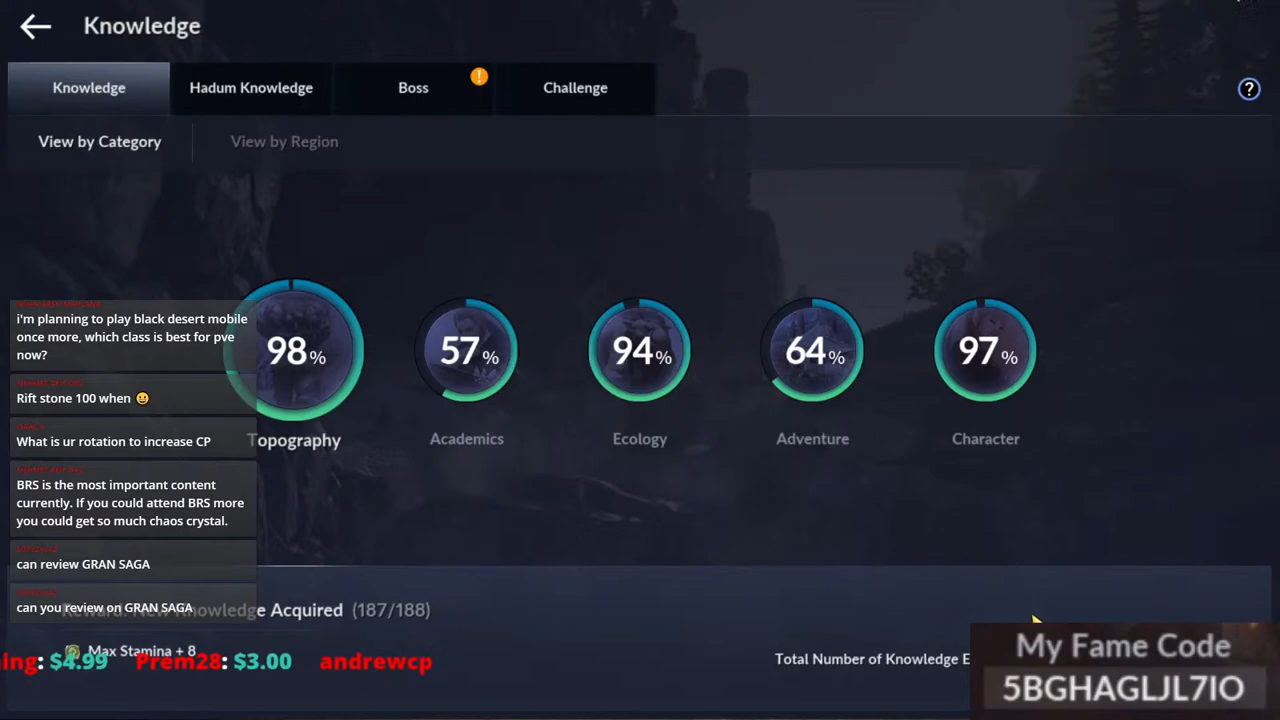 Knowledge
Knowledge
Hadum Knowledge
Boss
!
Challenge
?
View by Category
View by Region
98%
57%
94%
64%
97%
Topography
Academics
Ecology
Adventure
Character
i'm planning to play black desert mobile
once more, which class is best for pve
now?
Rift stone 100 when
What is ur rotation to increase CP
BRS is the most important content
currently. If you could attend BRS more
you could get so much chaos crystal.
can review GRAN SAGA
can you review on GRAN SAGA
Reward: New Knowledge Acquired (187/188)
Max Stamina + 8
ing: $4.99 Prem28: $3.00 andrewcp
Total Number of Knowledge E
My Fame Code
5BGHAGLJL7IO